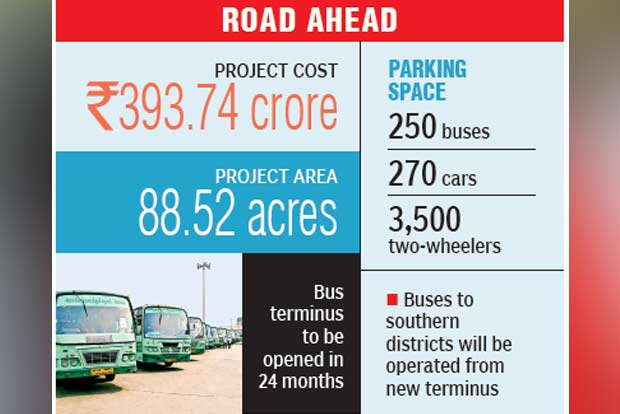 ROAD AHEAD
PROJECT COST
₹393.74 crore
PROJECT AREA
88.52 acres
Bus
terminus
to be
opened in
24 months
PARKING
SPACE
250 buses
270 cars
3,500
two-wheelers
■ Buses to
southern
districts will be
operated from
new terminus